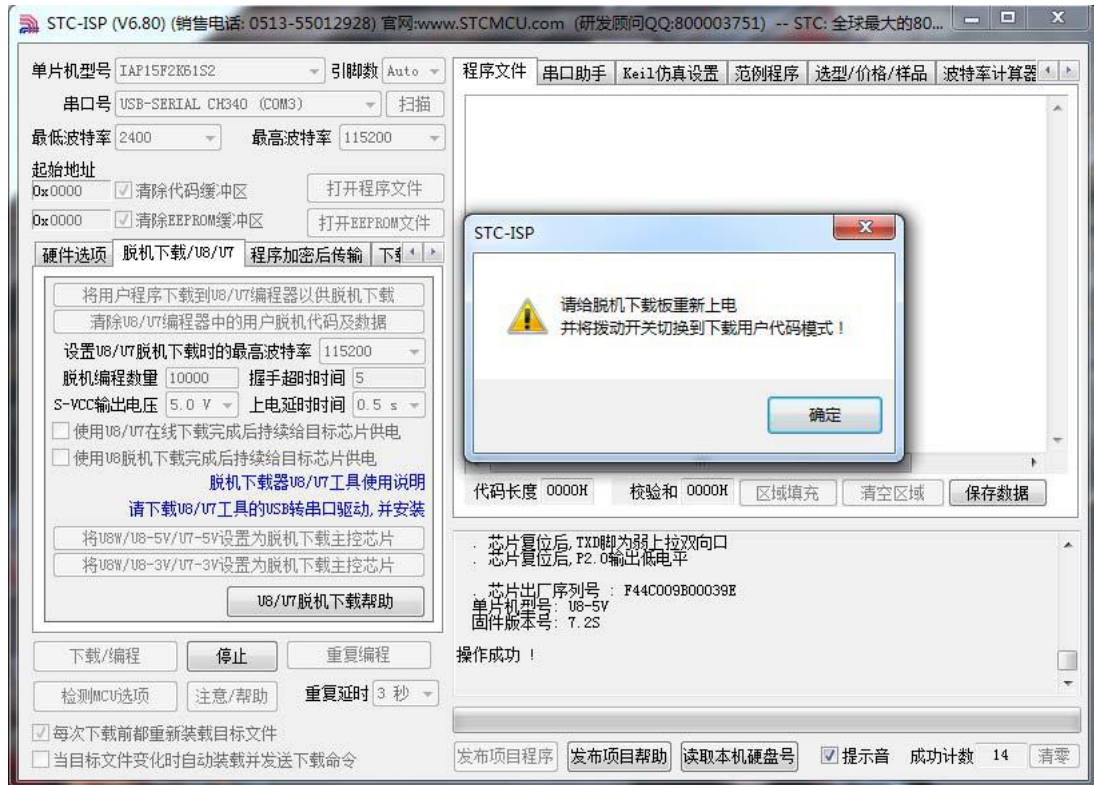 STC-ISP (V6.80) (销售电话: 0513-55012928) 官网:www.STCMCU.com (研发顾问QQ:800003751) -- STC: 全球最大的80...
单片机型号 IAP15F2K61S2 引脚数 Auto
串口号 USB-SERIAL CH340 (COM3) 扫描
最低波特率 2400 最高波特率 115200
起始地址
0x0000 清除代码缓冲区 打开程序文件
0x0000 清除EEPROM缓冲区 打开EEPROM文件
硬件选项 脱机下载/U8/U7 程序加密后传输
将用户程序下载到U8/U7编程器以供脱机下载
清除U8/U7编程器中的用户脱机代码及数据
设置U8/U7脱机下载时的最高波特率 115200
脱机编程数量 10000 握手超时时间 5
S-VCC输出电压 5.0 V 上电延时时间 0.5 s
使用U8/U7在线下载完成后持续给目标芯片供电
使用U8脱机下载完成后持续给目标芯片供电
脱机下载器U8/U7工具使用说明
请下载U8/U7工具的USB转串口驱动,并安装
将U8W/U8-5V/U7-5V设置为脱机下载主控芯片
将U8W/U8-3V/U7-3V设置为脱机下载主控芯片
U8/U7脱机下载帮助
下载/编程 停止 重复编程
检测MCU选项 注意/帮助 重复延时 3 秒
每次下载前都重新装载目标文件
当目标文件变化时自动装载并发送下载命令
程序文件 串口助手 Keil仿真设置 范例程序 选型/价格/样品 波特率计算器
STC-ISP
请给脱机下载板重新上电
并将拨动开关切换到下载用户代码模式！
确定
代码长度 0000H 校验和 0000H 区域填充 清空区域 保存数据
. 芯片复位后,TXD脚为弱上拉双向口
. 芯片复位后,P2.0输出低电平
. 芯片出厂序列号 : F44C009B00039E
单片机型号: U8-5V
固件版本号: 7.2S
操作成功 !
发布项目程序 发布项目帮助 读取本机硬盘号 提示音 成功计数 14 清零